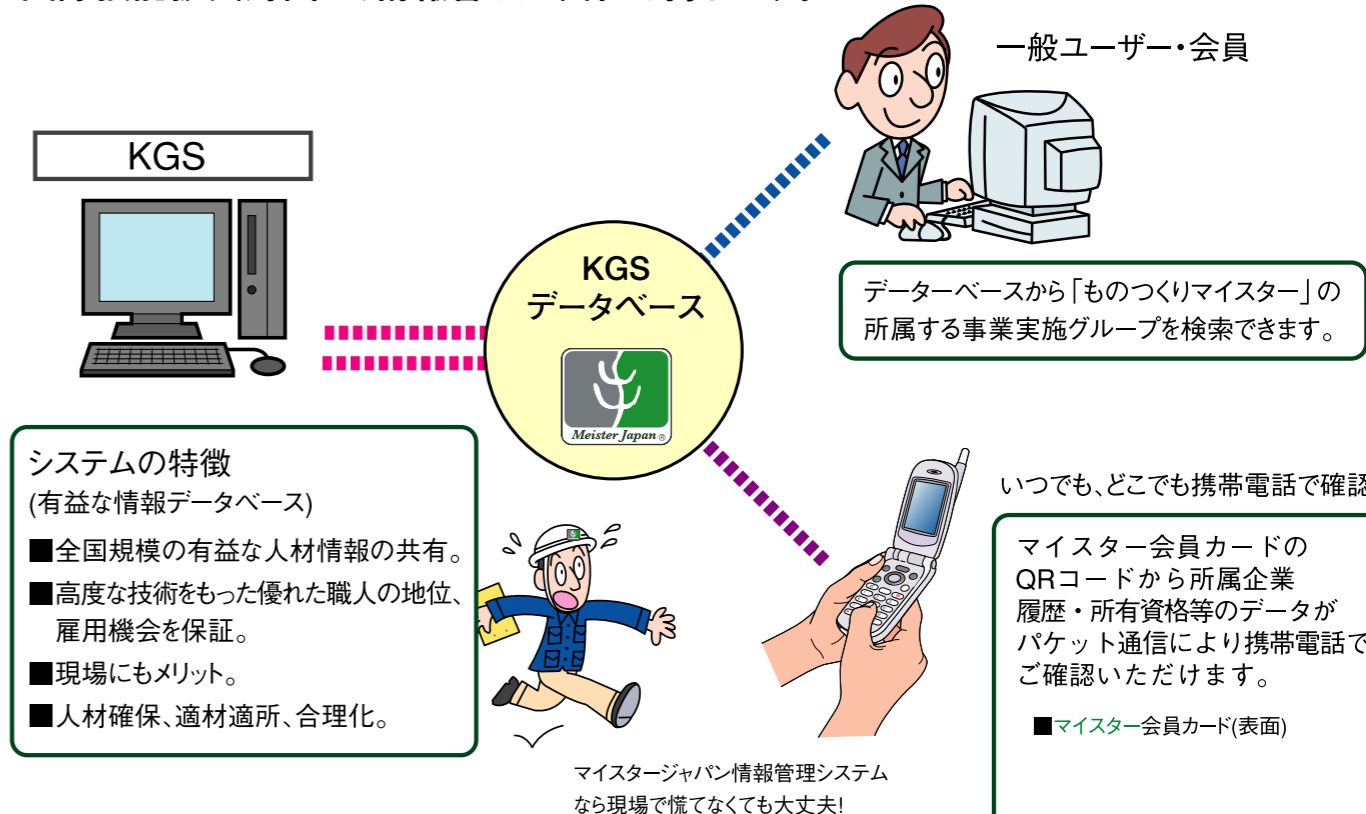 一般ユーザー・会員
KGS
KGS
データベース
Meister Japan ®
データーベースから「ものつくりマイスター」の
所属する事業実施グループを検索できます。
システムの特徴
(有益な情報データベース)
■全国規模の有益な人材情報の共有。
■高度な技術をもった優れた職人の地位、
雇用機会を保証。
■現場にもメリット。
■人材確保、適材適所、合理化。
マイスタージャパン情報管理システム
なら現場で慌てなくても大丈夫!
いつでも、どこでも携帯電話で確認
マイスター会員カードの
QRコードから所属企業
履歴・所有資格等のデータが
パケット通信により携帯電話で
ご確認いただけます。
■マイスター会員カード(表面)